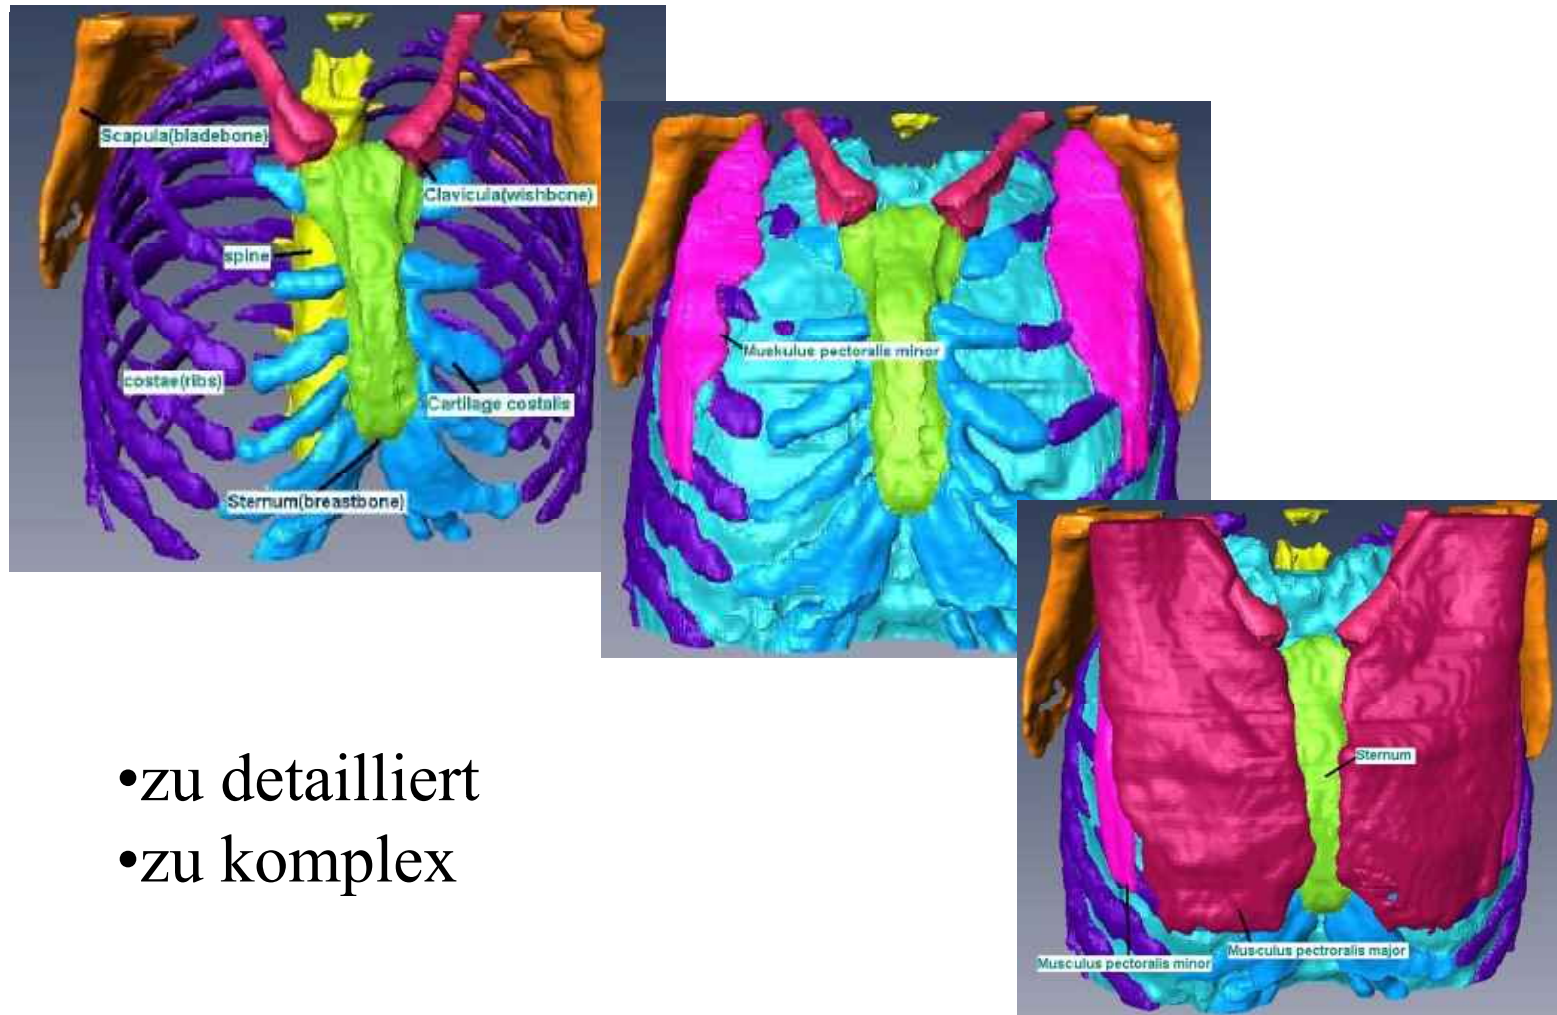 Scapula(bladebone)
Clavicula(wishbone)
spine
costae(ribs)
Cartilage costalis
Sternum(breastbone)
Muskulus pectoralis minor
Sternum
Musculus pectroralis major
Musculus pectoralis minor
•zu detailliert
•zu komplex